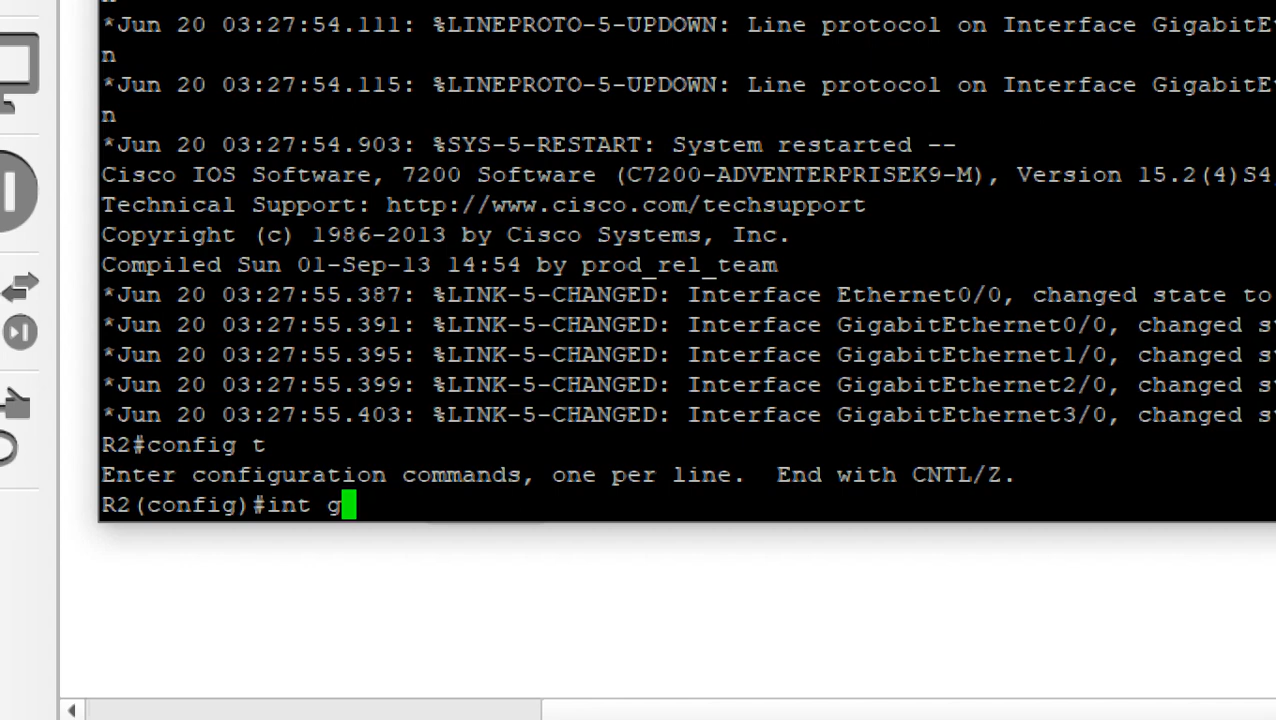 *Jun 20 03:27:54.111: %LINEPROTO-5-UPDOWN: Line protocol on Interface
n
*Jun 20 03:27:54.115: %LINEPROTO-5-UPDOWN: Line protocol on Interface
n
*Jun 20 03:27:54.903: %SYS-5-RESTART: System restarted --
Cisco IOS Software, 7200 Software (C7200-ADVENTERPRISEK9-M), Version 15.2(4)S4
Technical Support: http://www.cisco.com/techsupport
Copyright (c) 1986-2013 by Cisco Systems, Inc.
Compiled Sun 01-Sep-13 14:54 by prod_rel_team
*Jun 20 03:27:55.387: %LINK-5-CHANGED: Interface Ethernet0/0, changed state to
*Jun 20 03:27:55.391: %LINK-5-CHANGED: Interface GigabitEthernet0/0, changed
*Jun 20 03:27:55.395: %LINK-5-CHANGED: Interface GigabitEthernet1/0, changed
*Jun 20 03:27:55.399: %LINK-5-CHANGED: Interface GigabitEthernet2/0, changed
*Jun 20 03:27:55.403: %LINK-5-CHANGED: Interface GigabitEthernet3/0, changed
R2#config t
Enter configuration commands, one per line.  End with CNTL/Z.
R2(config)#int g